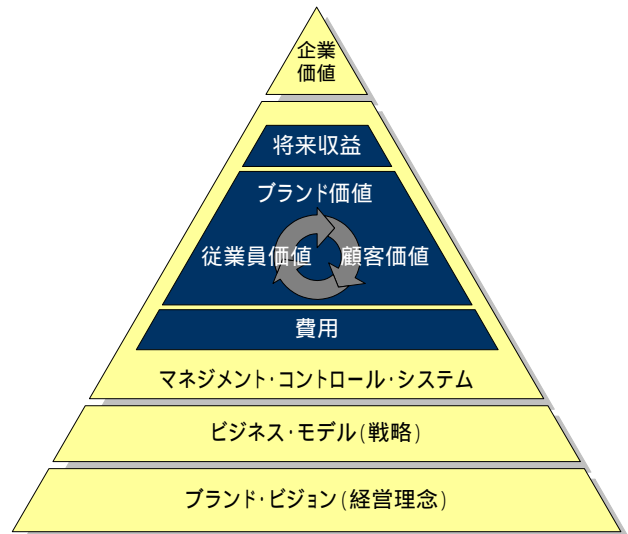 企業
価値
将来収益
ブランド価値
従業員価値 顧客価値
費用
マネジメント･コントロール･システム
ビジネス･モデル(戦略)
ブランド･ビジョン(経営理念)